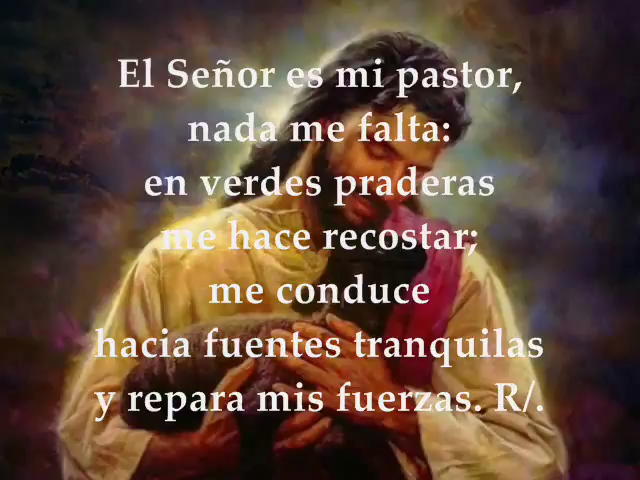 El Señor es mi pastor,
nada me falta:
en verdes praderas
me hace recostar;
me conduce
hacia fuentes tranquilas
y repara mis fuerzas. R/.